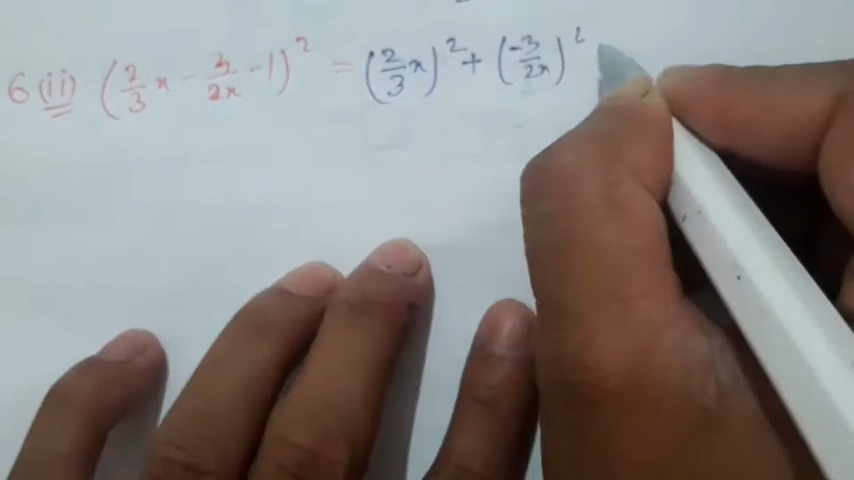 6 (ii) (2/3 x - 3/2x - 1)² = (2/3 x)² + (-3/2x)²